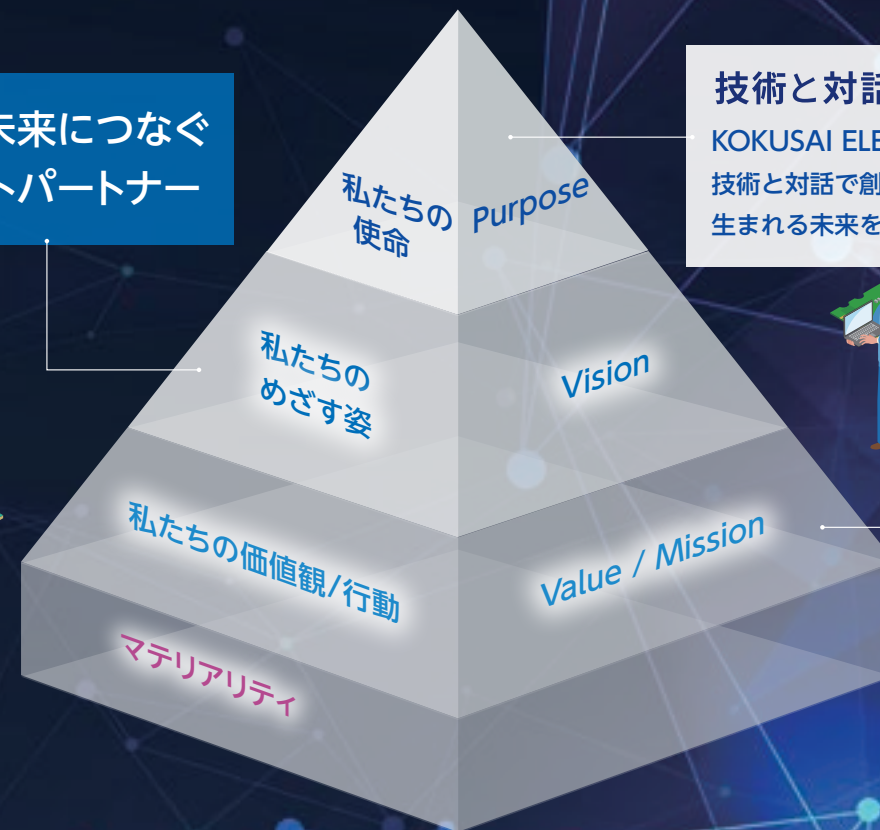 未来につなぐ
トパートナー
技術と対話
KOKUSAI ELE
技術と対話で創
生まれる未来を
私たちの
使命
Purpose
私たちの
めざす姿
Vision
私たちの価値観/行動
Value / Mission
マテリアリティ